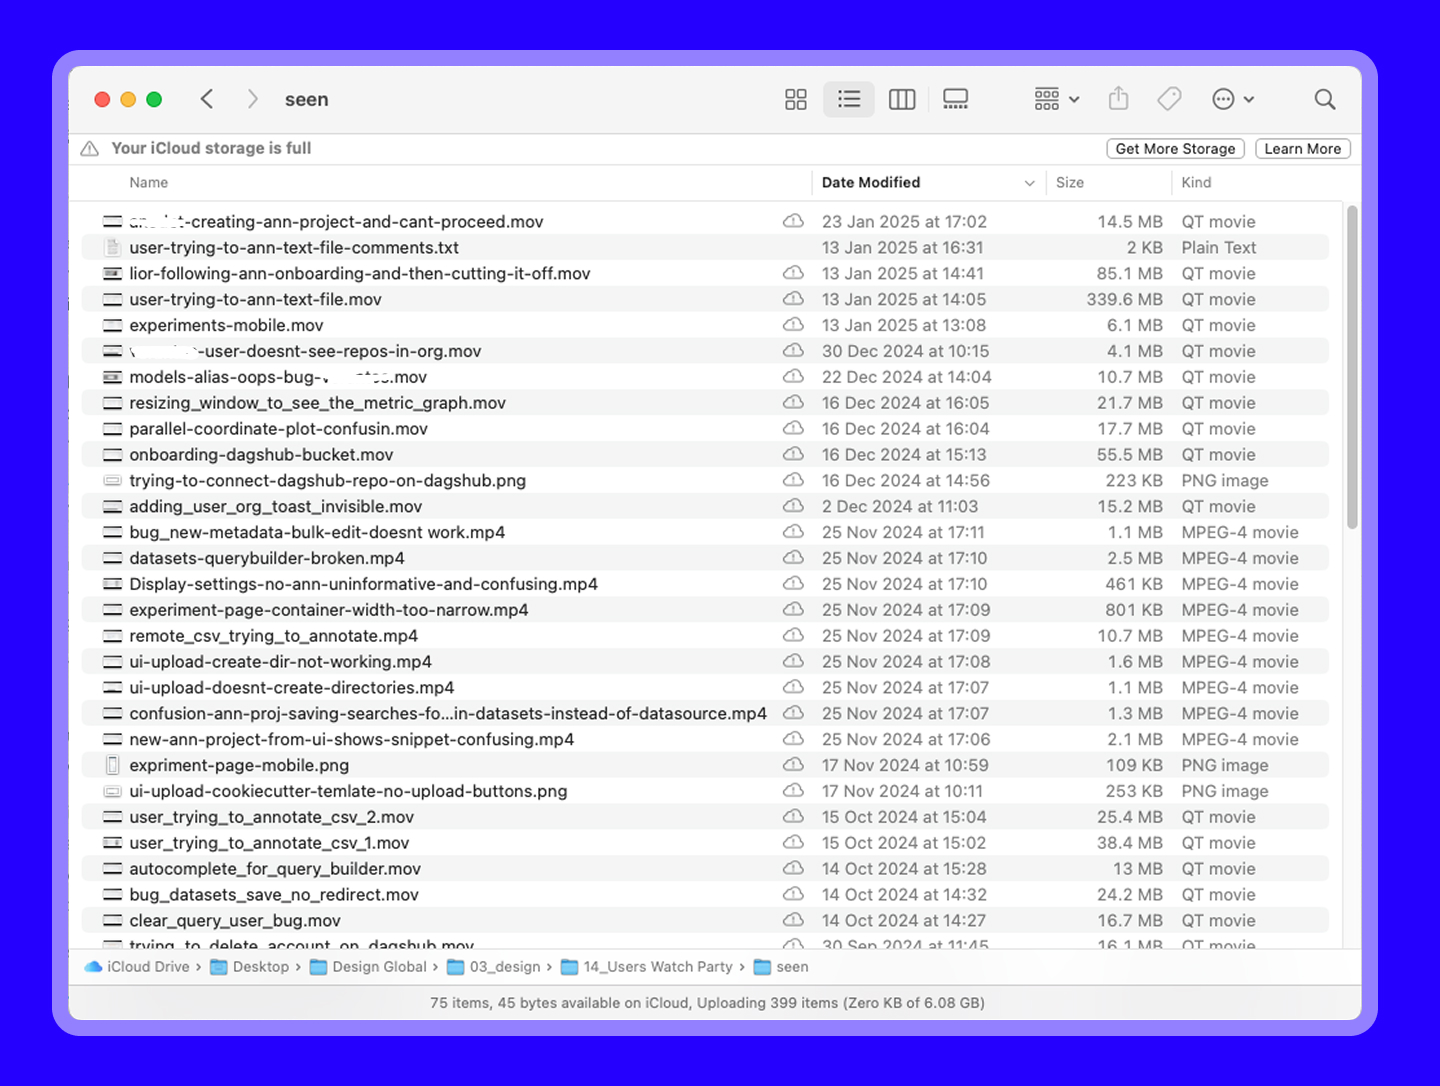 seen
Your iCloud storage is full Get More Storage Learn More
Name Date Modified Size Kind
-creating-ann-project-and-cant-proceed.mov 23 Jan 2025 at 17:02 14.5 MB QT movie
user-trying-to-ann-text-file-comments.txt 13 Jan 2025 at 16:31 2 KB Plain Text
lior-following-ann-onboarding-and-then-cutting-it-off.mov 13 Jan 2025 at 14:41 85.1 MB QT movie
user-trying-to-ann-text-file.mov 13 Jan 2025 at 14:05 339.6 MB QT movie
experiments-mobile.mov 13 Jan 2025 at 13:08 6.1 MB QT movie
-user-doesnt-see-repos-in-org.mov 30 Dec 2024 at 10:15 4.1 MB QT movie
models-alias-oops-bug- .mov 22 Dec 2024 at 14:04 10.7 MB QT movie
resizing_window_to_see_the_metric_graph.mov 16 Dec 2024 at 16:05 21.7 MB QT movie
parallel-coordinate-plot-confusin.mov 16 Dec 2024 at 16:04 17.7 MB QT movie
onboarding-dagshub-bucket.mov 16 Dec 2024 at 15:13 55.5 MB QT movie
trying-to-connect-dagshub-repo-on-dagshub.png 16 Dec 2024 at 14:56 223 KB PNG image
adding_user_org_toast_invisible.mov 2 Dec 2024 at 11:03 15.2 MB QT movie
bug_new-metadata-bulk-edit-doesnt work.mp4 25 Nov 2024 at 17:11 1.1 MB MPEG-4 movie
datasets-querybuilder-broken.mp4 25 Nov 2024 at 17:10 2.5 MB MPEG-4 movie
Display-settings-no-ann-uninformative-and-confusing.mp4 25 Nov 2024 at 17:10 461 KB MPEG-4 movie
experiment-page-container-width-too-narrow.mp4 25 Nov 2024 at 17:09 801 KB MPEG-4 movie
remote_csv_trying_to_annotate.mp4 25 Nov 2024 at 17:09 10.7 MB MPEG-4 movie
ui-upload-create-dir-not-working.mp4 25 Nov 2024 at 17:08 1.6 MB MPEG-4 movie
ui-upload-doesnt-create-directories.mp4 25 Nov 2024 at 17:07 1.1 MB MPEG-4 movie
confusion-ann-proj-saving-searches-fo...in-datasets-instead-of-datasource.mp4 25 Nov 2024 at 17:07 1.3 MB MPEG-4 movie
new-ann-project-from-ui-shows-snippet-confusing.mp4 25 Nov 2024 at 17:06 2.1 MB MPEG-4 movie
expriment-page-mobile.png 17 Nov 2024 at 10:59 109 KB PNG image
ui-upload-cookiecutter-temlate-no-upload-buttons.png 17 Nov 2024 at 10:11 253 KB PNG image
user_trying_to_annotate_csv_2.mov 15 Oct 2024 at 15:04 25.4 MB QT movie
user_trying_to_annotate_csv_1.mov 15 Oct 2024 at 15:02 38.4 MB QT movie
autocomplete_for_query_builder.mov 14 Oct 2024 at 15:28 13 MB QT movie
bug_datasets_save_no_redirect.mov 14 Oct 2024 at 14:32 24.2 MB QT movie
clear_query_user_bug.mov 14 Oct 2024 at 14:27 16.7 MB QT movie
trying_to_delete_account_on_dagshub.mov 30 Sep 2024 at 11:45 16.1 MB QT movie
iCloud Drive › Desktop › Design Global › 03_design › 14_Users Watch Party › seen
75 items, 45 bytes available on iCloud, Uploading 399 items (Zero KB of 6.08 GB)